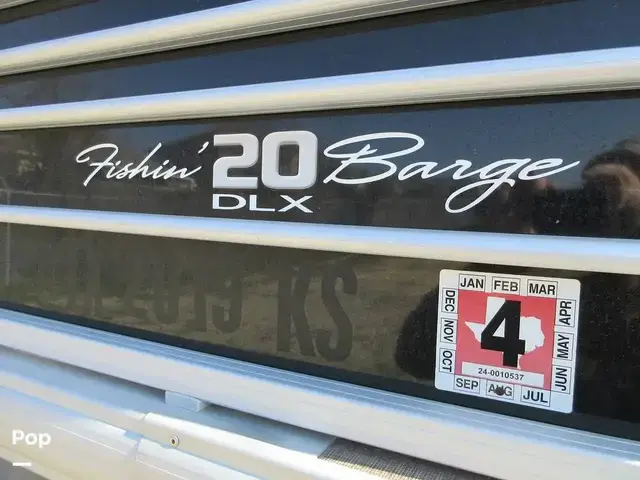 Fishin' 20 Barge
DLX
JAN FEB MAR
DEC NOV OCT
4
APR MAY JUN
24-0010537
SEP AUG JUL
KS
Pop